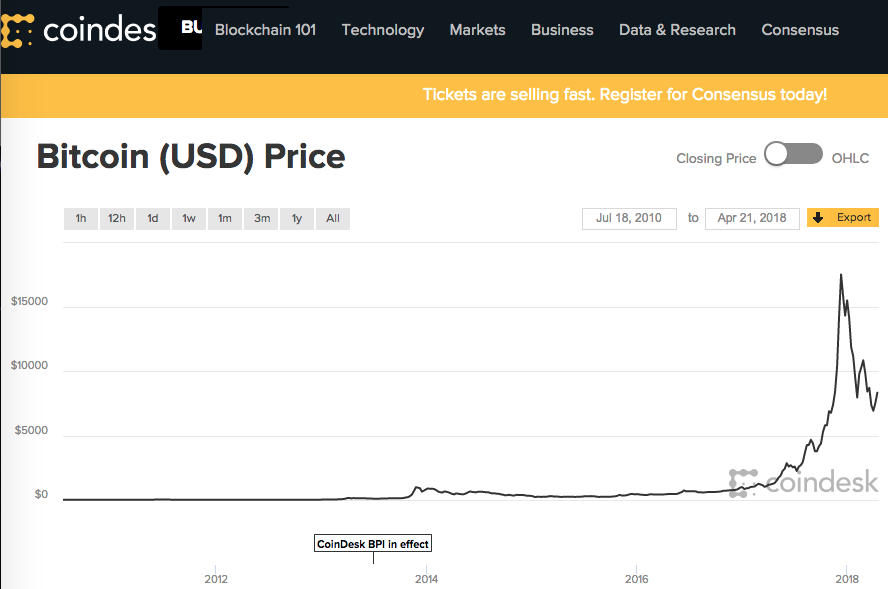 coindes BU Blockchain 101 Technology Markets Business Data & Research Consensus
Tickets are selling fast. Register for Consensus today!
Bitcoin (USD) Price
Closing Price OHLC
1h 12h 1d 1w 1m 3m 1y All Jul 18, 2010 to Apr 21, 2018 Export
$15000
$10000
$5000
coindesk
$0
CoinDesk BPI in effect
2012 2014 2016 2018